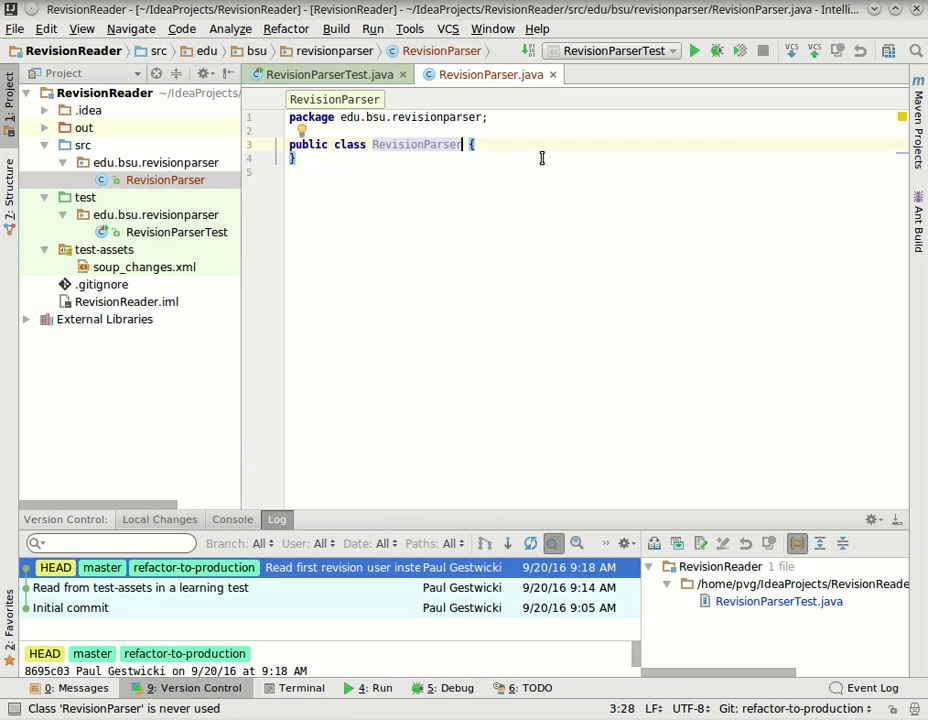 RevisionReader - [~/IdeaProjects/RevisionReader] - [RevisionReader] - ~/IdeaProjects/RevisionReader/src/edu/bsu/revisionparser/RevisionParser.java - Intelli...
File Edit View Navigate Code Analyze Refactor Build Run Tools VCS Window Help
RevisionReader src edu bsu revisionparser RevisionParser RevisionParserTest VCS VCS
Project RevisionParserTest.java RevisionParser.java
RevisionParser
RevisionReader ~/IdeaProjects/
.idea
out
src
edu.bsu.revisionparser
RevisionParser
test
edu.bsu.revisionparser
RevisionParserTest
test-assets
soup_changes.xml
.gitignore
RevisionReader.iml
External Libraries
1 package edu.bsu.revisionparser;
2
3 public class RevisionParser {
4 }
5
1: Project
7: Structure
2: Favorites
Maven Projects
Ant Build
Version Control: Local Changes Console Log
Branch: All User: All Date: All Paths: All
HEAD master refactor-to-production Read first revision user inste Paul Gestwicki 9/20/16 9:18 AM
Read from test-assets in a learning test Paul Gestwicki 9/20/16 9:14 AM
Initial commit Paul Gestwicki 9/20/16 9:05 AM
RevisionReader 1 file
/home/pvg/IdeaProjects/RevisionReade
RevisionParserTest.java
HEAD master refactor-to-production
8695c03 Paul Gestwicki on 9/20/16 at 9:18 AM
0: Messages 9: Version Control Terminal 4: Run 5: Debug 6: TODO Event Log
Class 'RevisionParser' is never used 3:28 LF÷ UTF-8÷ Git: refactor-to-production